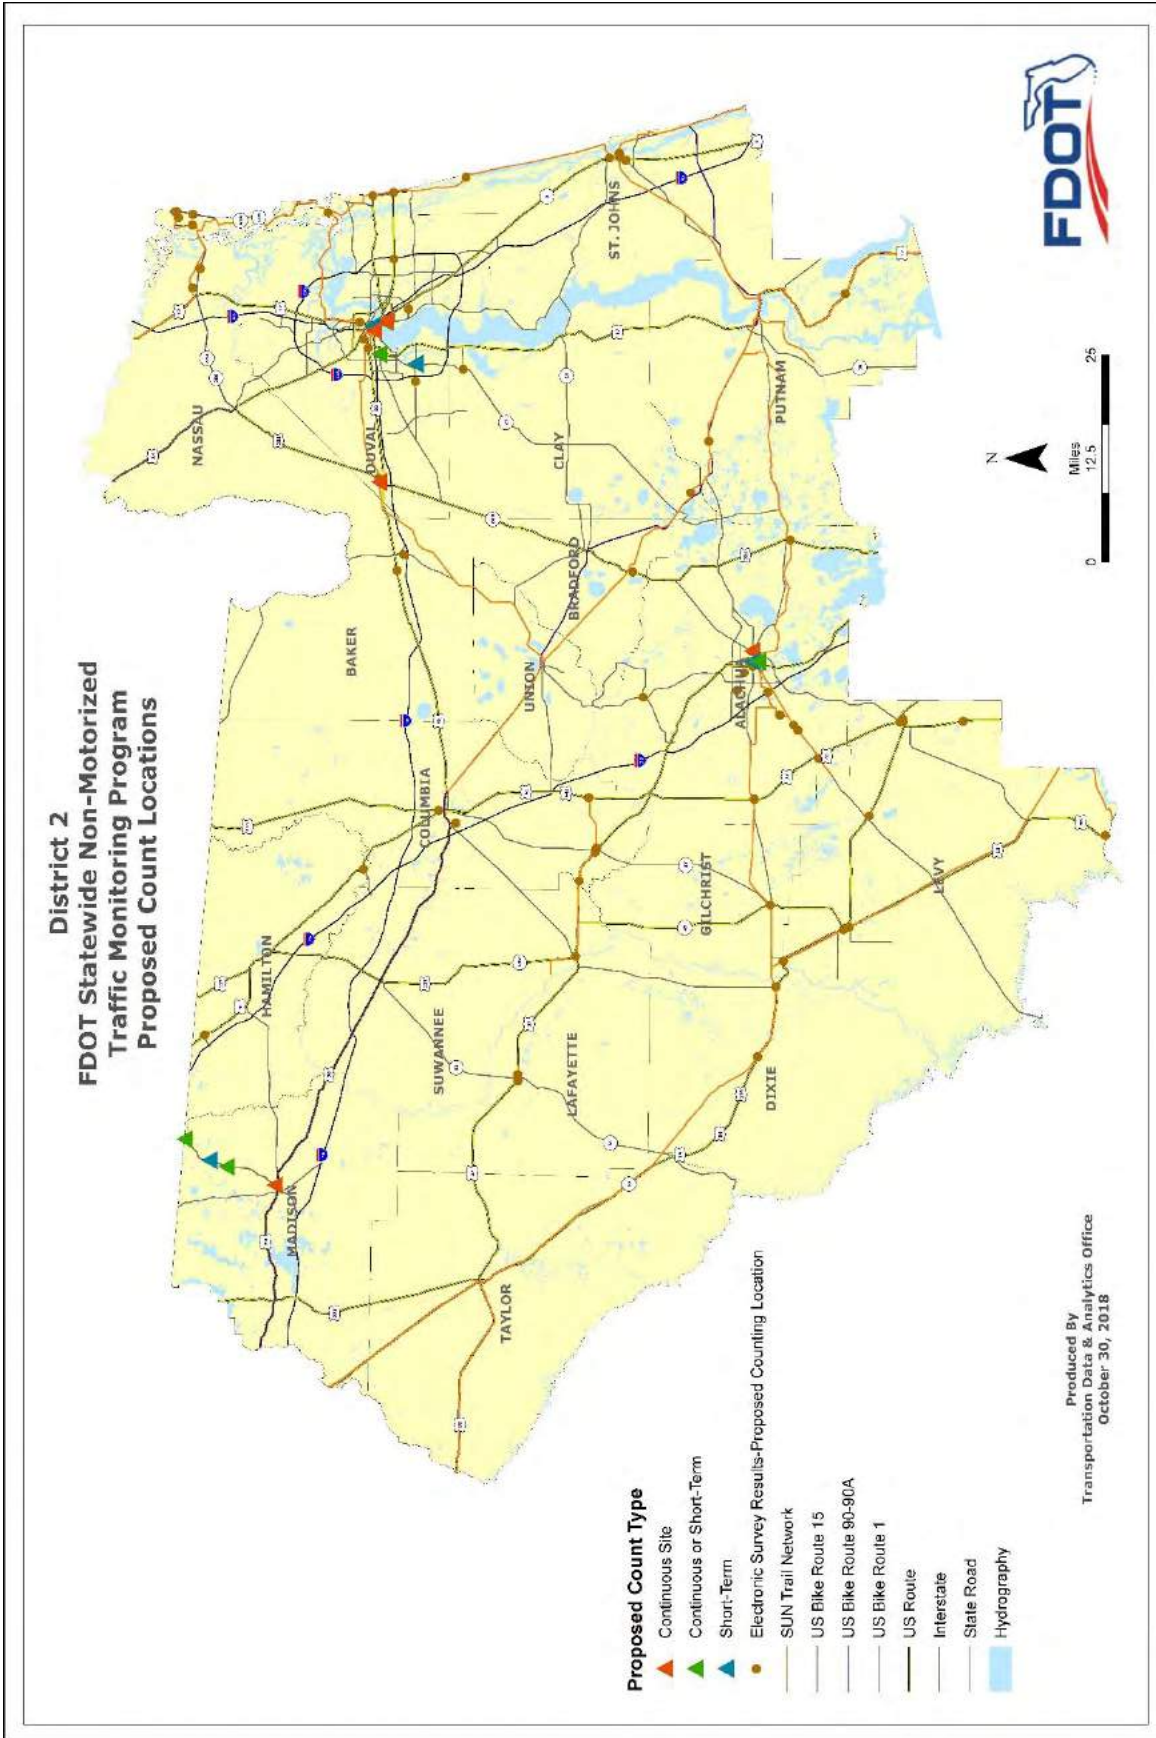 District 2
FDOT Statewide Non-Motorized
Traffic Monitoring Program
Proposed Count Locations
FDOT
NASSAU
DUVAL
BAKER
ST. JOHNS
CLAY
BRADFORD
UNION
COLUMBIA
HAMILTON
MADISON
SUWANNEE
LAFAYETTE
TAYLOR
DIXIE
GILCHRIST
ALACHUA
LEVY
PUTNAM
N
Miles
0 12.5 25
Proposed Count Type
Continuous Site
Continuous or Short-Term
Short-Term
Electronic Survey Results-Proposed Counting Location
SUN Trail Network
US Bike Route 15
US Bike Route 90-90A
US Bike Route 1
US Route
Interstate
State Road
Hydrography
Produced By
Transportation Data & Analytics Office
October 30, 2018